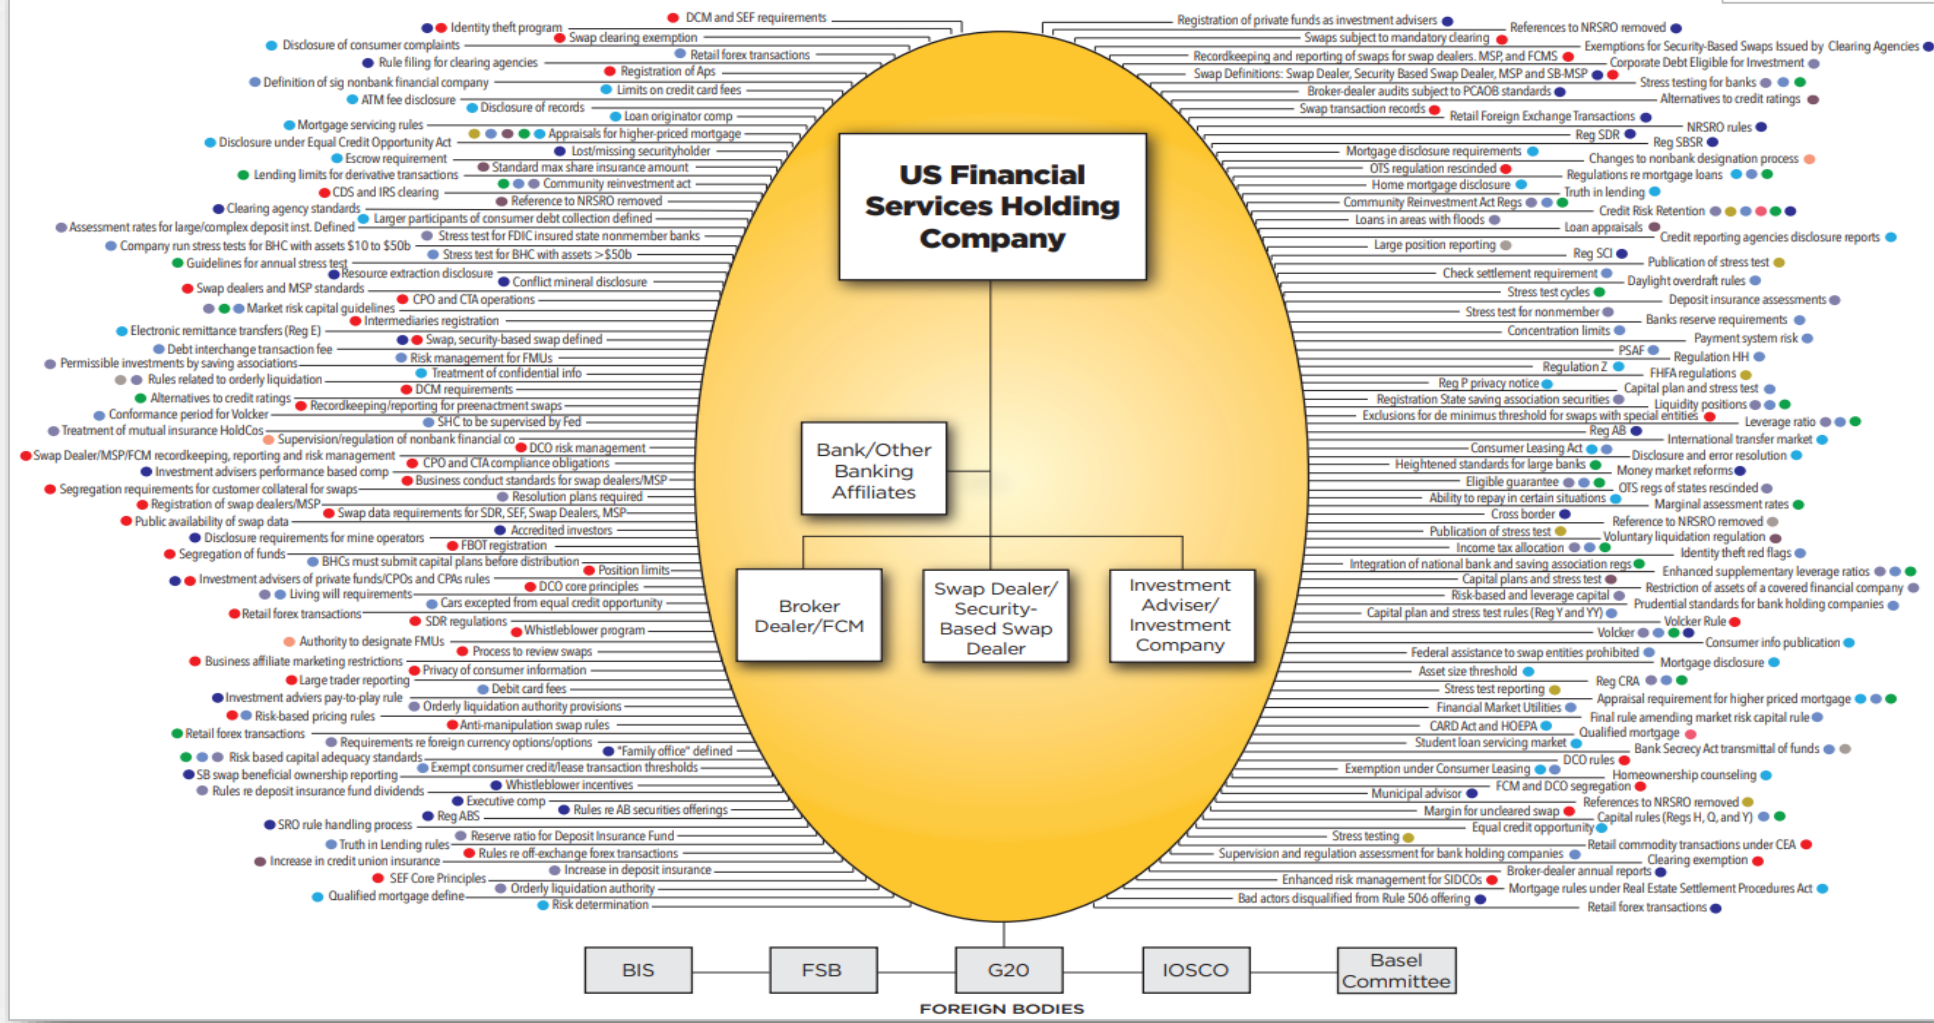 DCM and SEF requirements
Identity theft program
Swap clearing exemption
Disclosure of consumer complaints
Retail forex transactions
Rule filing for clearing agencies
Registration of Aps
Definition of sig nonbank financial company
Limits on credit card fees
ATM fee disclosure
Disclosure of records
Loan originator comp
Mortgage servicing rules
Appraisals for higher-priced mortgage
Disclosure under Equal Credit Opportunity Act
Lost/missing securityholder
Escrow requirement
Standard max share insurance amount
Lending limits for derivative transactions
Community reinvestment act
CDS and IRS clearing
Reference to NRSRO removed
Clearing agency standards
Larger participants of consumer debt collection defined
Assessment rates for large/complex deposit inst. Defined
Stress test for FDIC insured state nonmember banks
Company run stress tests for BHC with assets $10 to $50b
Stress test for BHC with assets >$50b
Guidelines for annual stress test
Resource extraction disclosure
Conflict mineral disclosure
Swap dealers and MSP standards
CPO and CTA operations
Market risk capital guidelines
Intermediaries registration
Electronic remittance transfers (Reg E)
Swap, security-based swap defined
Debt interchange transaction fee
Risk management for FMUs
Permissible investments by saving associations
Treatment of confidential info
Rules related to orderly liquidation
DCM requirements
Alternatives to credit ratings
Recordkeeping/reporting for preenactment swaps
Conformance period for Volcker
SHC to be supervised by Fed
Treatment of mutual insurance HoldCos
Supervision/regulation of nonbank financial co
DCO risk management
Swap Dealer/MSP/FCM recordkeeping, reporting and risk management
CPO and CTA compliance obligations
Investment advisers performance based comp
Business conduct standards for swap dealers/MSP
Segregation requirements for customer collateral for swaps
Resolution plans required
Registration of swap dealers/MSP
Swap data requirements for SDR, SEF, Swap Dealers, MSP
Public availability of swap data
Accredited investors
Disclosure requirements for mine operators
FBOT registration
Segregation of funds
BHCs must submit capital plans before distribution
Position limits
Investment advisers of private funds/CPOs and CPAs rules
DCO core principles
Living will requirements
Cars excepted from equal credit opportunity
Retail forex transactions
SDR regulations
Whistleblower program
Authority to designate FMUs
Process to review swaps
Business affiliate marketing restrictions
Privacy of consumer information
Large trader reporting
Debit card fees
Investment adviers pay-to-play rule
Orderly liquidation authority provisions
Risk-based pricing rules
Anti-manipulation swap rules
Retail forex transactions
Requirements re foreign currency options/options
"Family office" defined
Risk based capital adequacy standards
Exempt consumer credit/lease transaction thresholds
SB swap beneficial ownership reporting
Whistleblower incentives
Rules re deposit insurance fund dividends
Executive comp
Rules re AB securities offerings
Reg ABS
SRO rule handling process
Reserve ratio for Deposit Insurance Fund
Truth in Lending rules
Rules re off-exchange forex transactions
Increase in credit union insurance
Increase in deposit insurance
SEF Core Principles
Orderly liquidation authority
Qualified mortgage define
Risk determination
US Financial
Services Holding
Company
Bank/Other
Banking
Affiliates
Broker
Dealer/FCM
Swap Dealer/
Security-
Based Swap
Dealer
Investment
Adviser/
Investment
Company
Registration of private funds as investment advisers
References to NRSRO removed
Swaps subject to mandatory clearing
Exemptions for Security-Based Swaps Issued by Clearing Agencies
Recordkeeping and reporting of swaps for swap dealers. MSP, and FCMS
Corporate Debt Eligible for Investment
Swap Definitions: Swap Dealer, Security Based Swap Dealer, MSP and SB-MSP
Stress testing for banks
Broker-dealer audits subject to PCAOB standards
Alternatives to credit ratings
Swap transaction records
Retail Foreign Exchange Transactions
NRSRO rules
Reg SDR
Reg SBSR
Mortgage disclosure requirements
Changes to nonbank designation process
OTS regulation rescinded
Regulations re mortgage loans
Home mortgage disclosure
Truth in lending
Community Reinvestment Act Regs
Credit Risk Retention
Loans in areas with floods
Loan appraisals
Credit reporting agencies disclosure reports
Large position reporting
Reg SCI
Publication of stress test
Check settlement requirement
Daylight overdraft rules
Stress test cycles
Deposit insurance assessments
Stress test for nonmember
Banks reserve requirements
Concentration limits
Payment system risk
PSAF
Regulation HH
Regulation Z
FHFA regulations
Reg P privacy notice
Capital plan and stress test
Registration State saving association securities
Liquidity positions
Exclusions for de minimus threshold for swaps with special entities
Leverage ratio
Reg AB
International transfer market
Consumer Leasing Act
Disclosure and error resolution
Heightened standards for large banks
Money market reforms
Eligible guarantee
OTS regs of states rescinded
Ability to repay in certain situations
Marginal assessment rates
Cross border
Reference to NRSRO removed
Publication of stress test
Voluntary liquidation regulation
Income tax allocation
Identity theft red flags
Integration of national bank and saving association regs
Enhanced supplementary leverage ratios
Capital plans and stress test
Restriction of assets of a covered financial company
Risk-based and leverage capital
Prudential standards for bank holding companies
Capital plan and stress test rules (Reg Y and YY)
Volcker Rule
Volcker
Consumer info publication
Federal assistance to swap entities prohibited
Mortgage disclosure
Asset size threshold
Reg CRA
Stress test reporting
Appraisal requirement for higher priced mortgage
Financial Market Utilities
Final rule amending market risk capital rule
CARD Act and HOEPA
Qualified mortgage
Student loan servicing market
Bank Secrecy Act transmittal of funds
DCO rules
Exemption under Consumer Leasing
Homeownership counseling
FCM and DCO segregation
Municipal advisor
References to NRSRO removed
Margin for uncleared swap
Capital rules (Regs H, Q, and Y)
Equal credit opportunity
Stress testing
Retail commodity transactions under CEA
Supervision and regulation assessment for bank holding companies
Clearing exemption
Broker-dealer annual reports
Enhanced risk management for SIDCOs
Mortgage rules under Real Estate Settlement Procedures Act
Bad actors disqualified from Rule 506 offering
Retail forex transactions
BIS
FSB
G20
IOSCO
Basel
Committee
FOREIGN BODIES